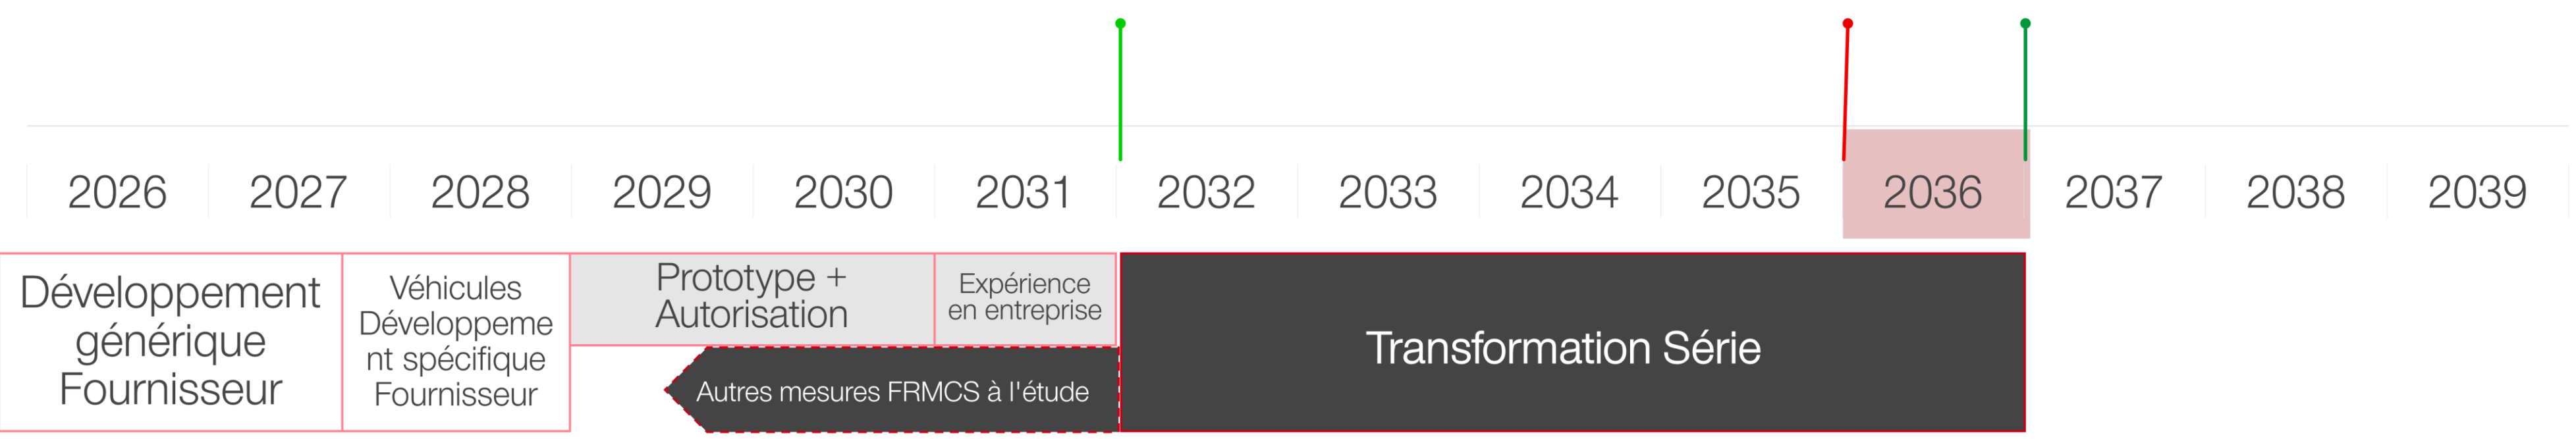 2026 2027 2028 2029 2030 2031 2032 2033 2034 2035 2036 2037 2038 2039
Développement
générique
Fournisseur
Véhicules
Développeme
nt spécifique
Fournisseur
Prototype +
Autorisation
Expérience
en entreprise
Autres mesures FRMCS à l'étude
Transformation Série